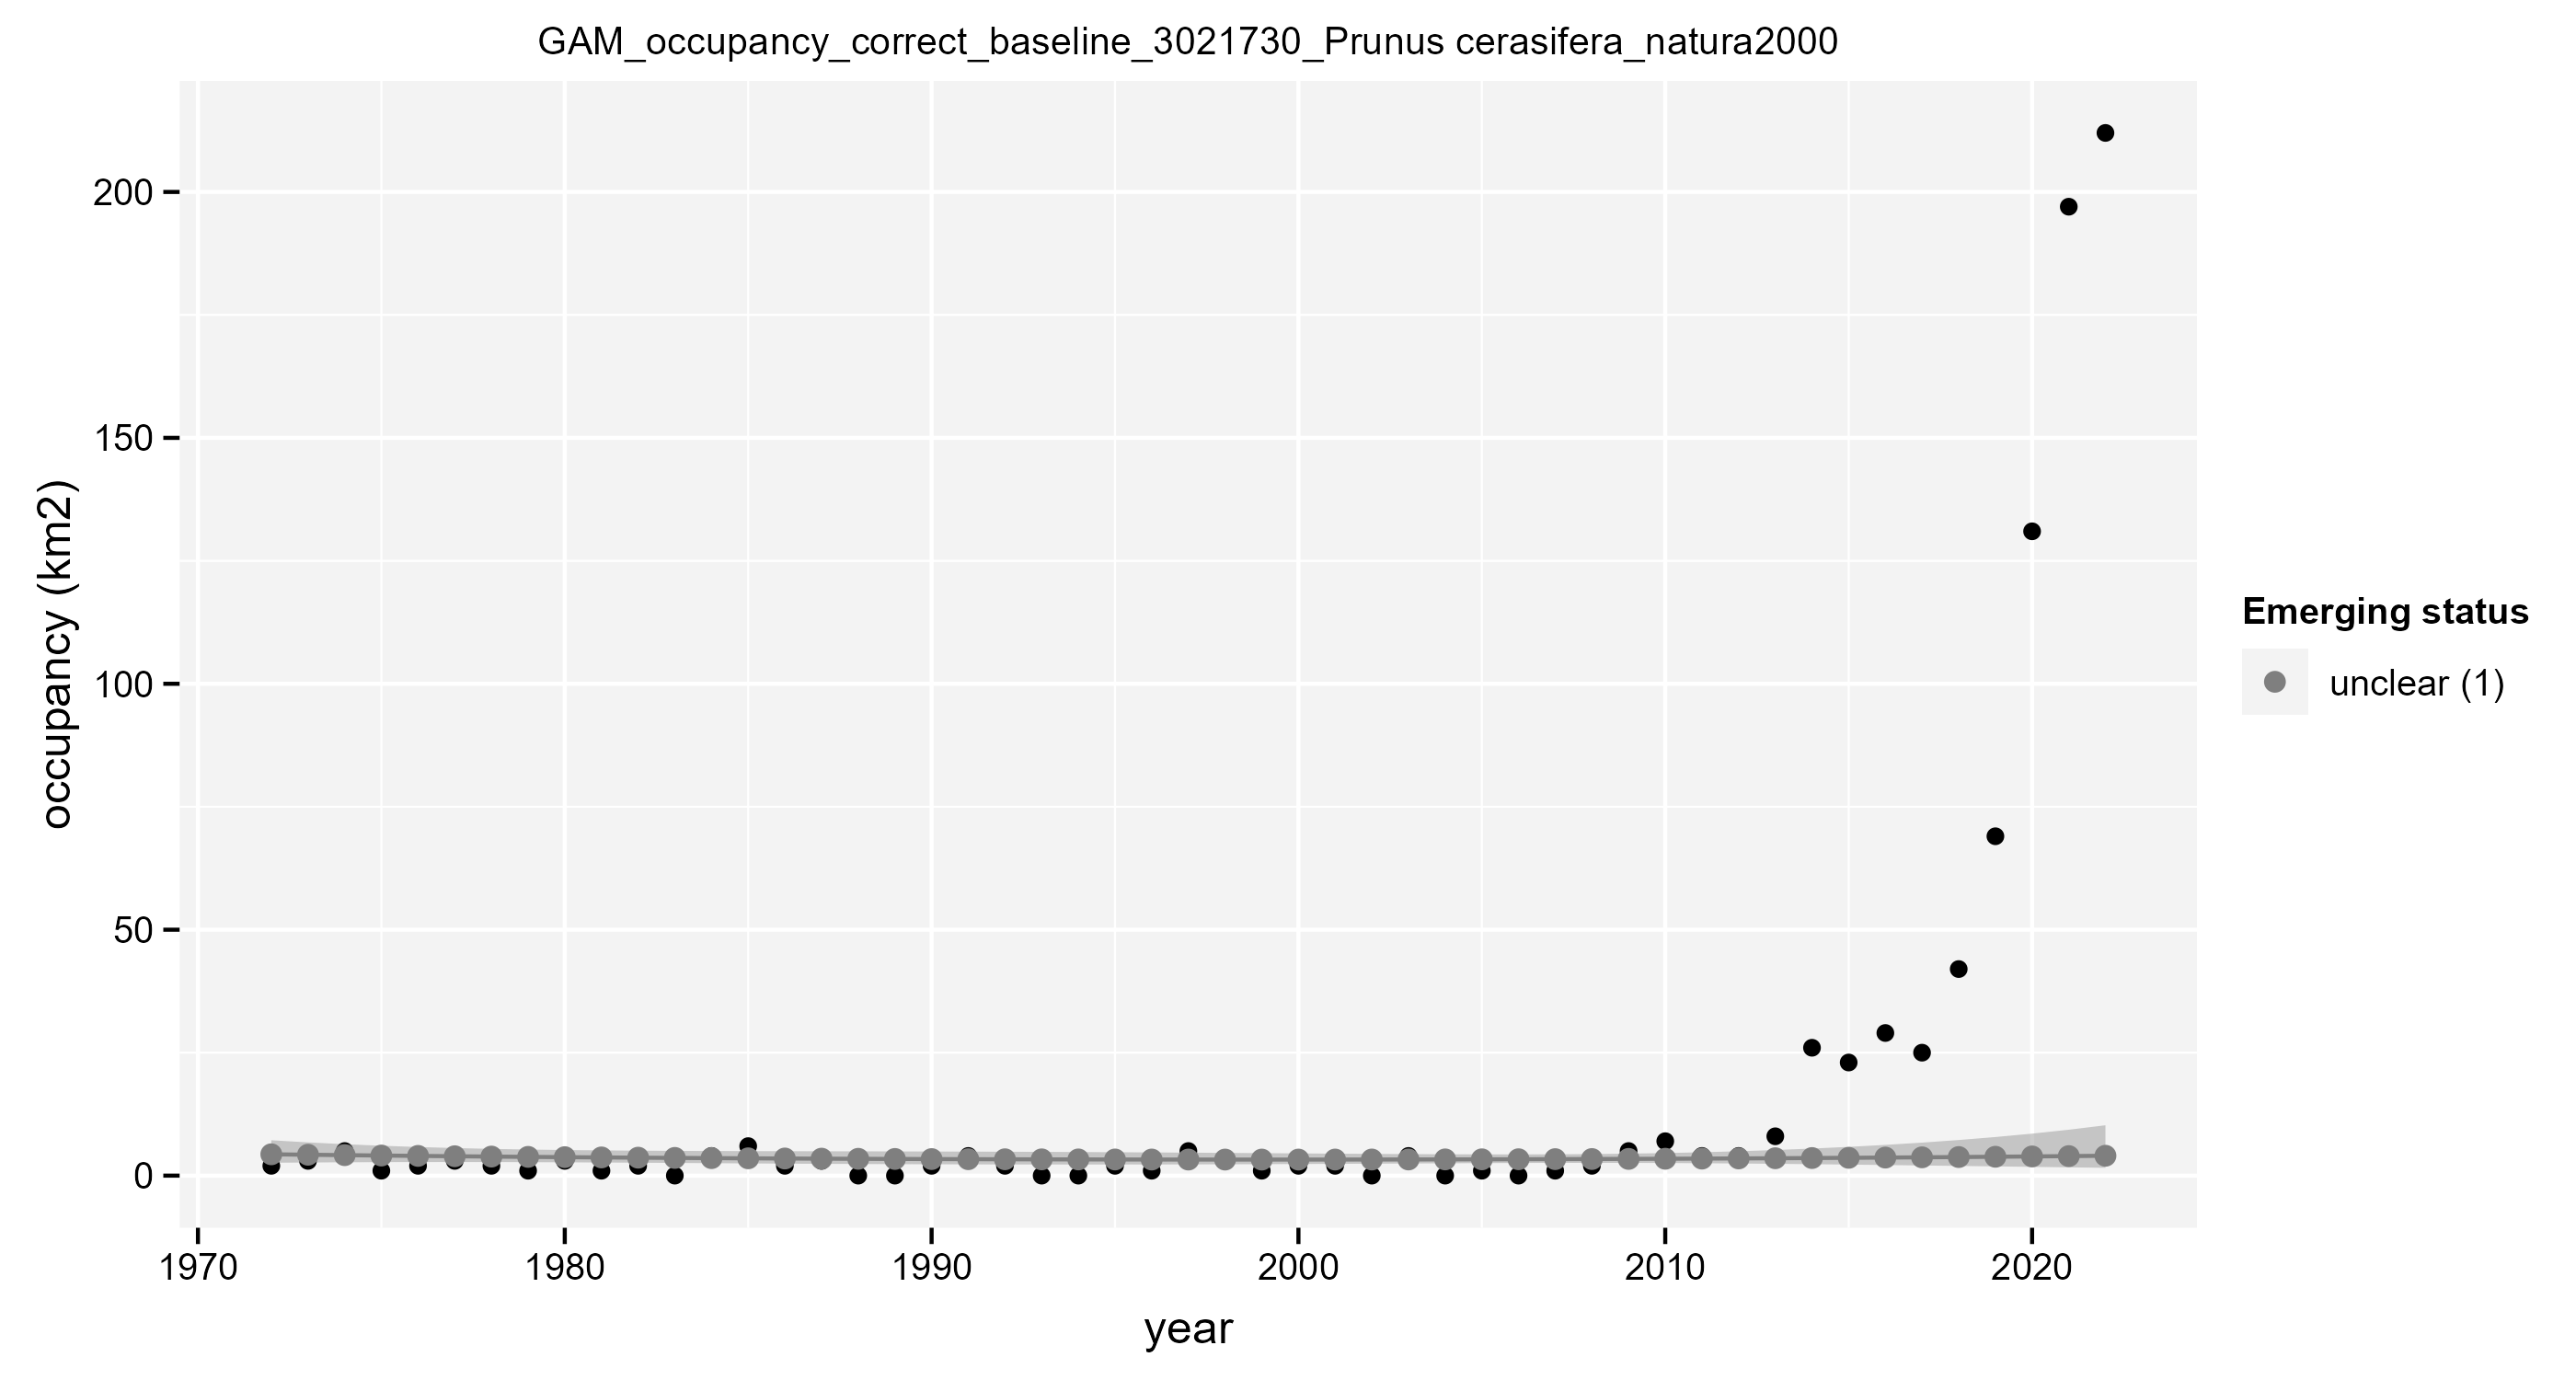 GAM_occupancy_correct_baseline_3021730_Prunus cerasifera_natura2000
occupancy (km2)
200
150
100
50
0
1970 1980 1990 2000 2010 2020
year
Emerging status
unclear (1)